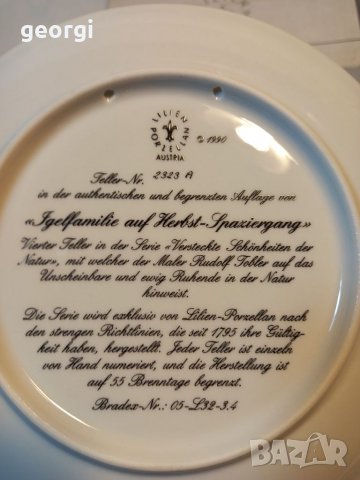 georgi
LILIEN
PORZELLAN
AUSTRIA
© 1990
Teller-Nr. 2323 A
in der authentischen und begrenzten Auflage von
«Igelfamilie auf Herbst-Spaziergang»
Vierter Teller in der Serie «Versteckte Schönheiten der
Natur», mit welcher der Maler Rudolf Tobler auf das
Unscheinbare und ewig Ruhende in der Natur
hinweist.
Die Serie wird exklusiv von Lilien-Porzellan nach
den strengen Richtlinien, die seit 1795 ihre Gültig-
keit haben, hergestellt. Jeder Teller ist einzeln
von Hand numeriert, und die Herstellung ist
auf 55 Brenntage begrenzt.
Bradex-Nr.: 05-L32-3.4
BAZAR
bg